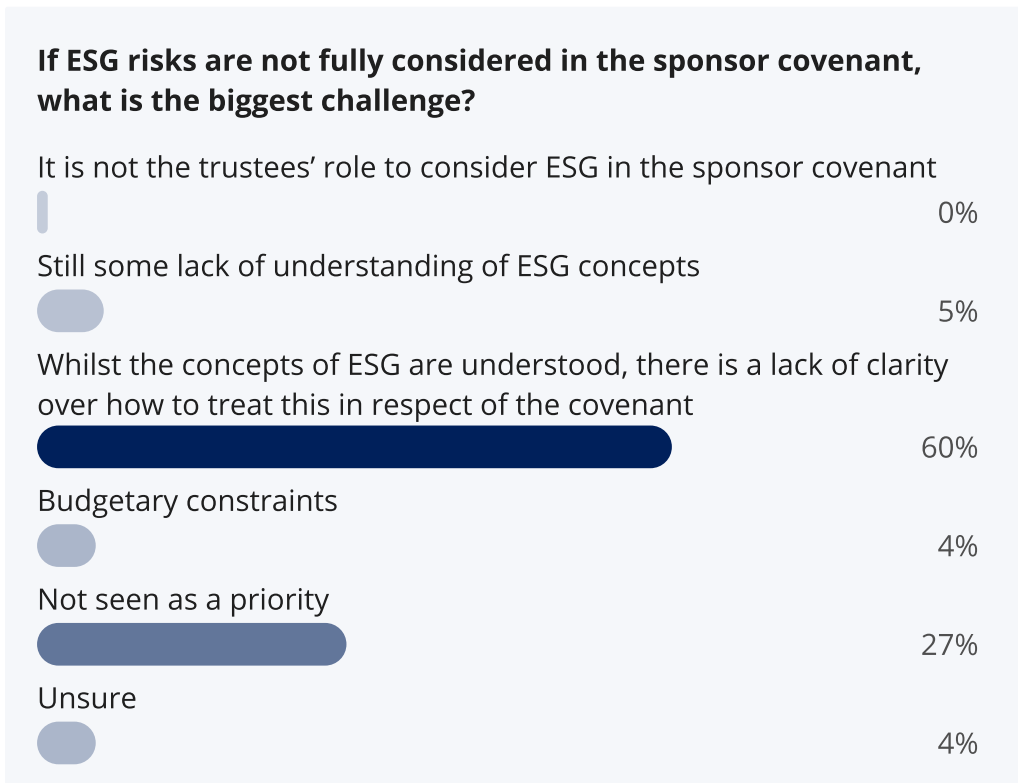 If ESG risks are not fully considered in the sponsor covenant,
what is the biggest challenge?
It is not the trustees’ role to consider ESG in the sponsor covenant
0%
Still some lack of understanding of ESG concepts
5%
Whilst the concepts of ESG are understood, there is a lack of clarity
over how to treat this in respect of the covenant
60%
Budgetary constraints
4%
Not seen as a priority
27%
Unsure
4%